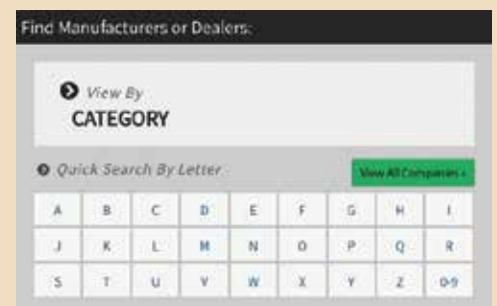 Find Manufacturers or Dealers:
View By
CATEGORY
Quick Search By Letter
View All Companies »
A B C D E F G H I
J K L M N O P Q R
S T U V W X Y Z 0-9